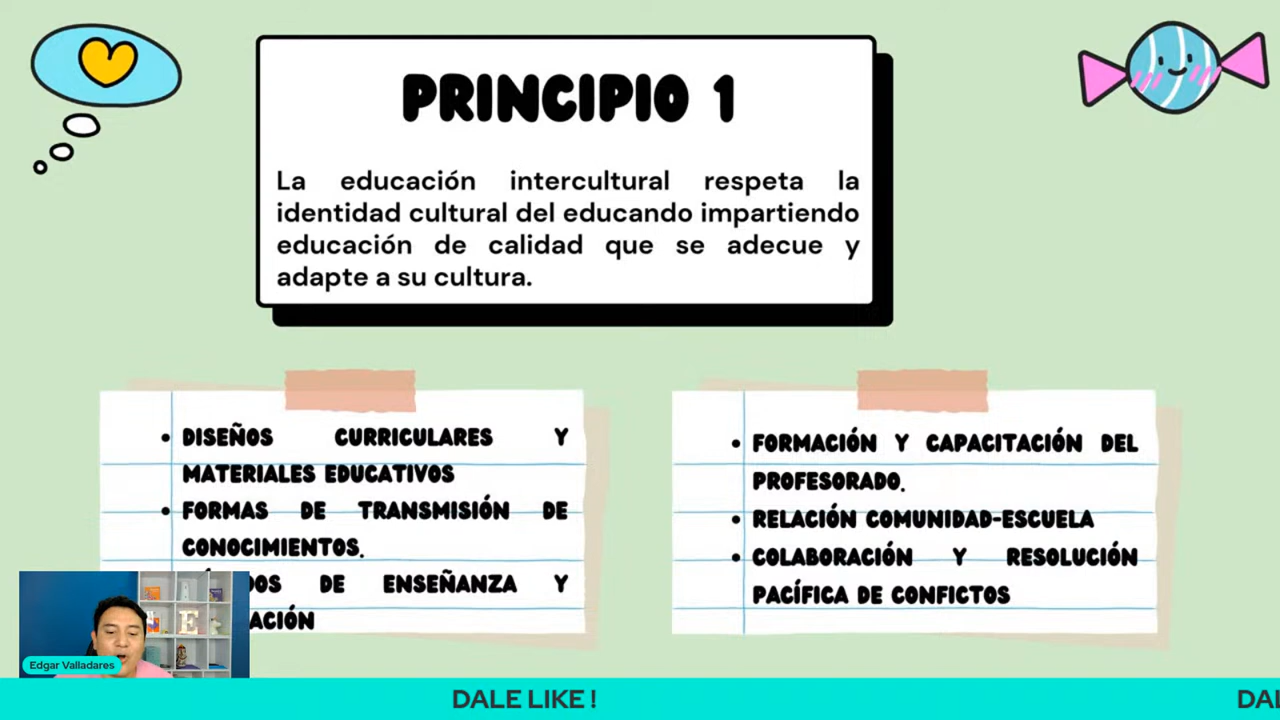 PRINCIPIO 1
La educación intercultural respeta la
identidad cultural del educando impartiendo
educación de calidad que se adecue y
adapte a su cultura.
• DISEÑOS CURRICULARES Y
MATERIALES EDUCATIVOS
• FORMAS DE TRANSMISIÓN DE
CONOCIMIENTOS.
DE ENSEÑANZA Y
• FORMACIÓN Y CAPACITACIÓN DEL
PROFESORADO.
• RELACIÓN COMUNIDAD-ESCUELA
• COLABORACIÓN Y RESOLUCIÓN
PACÍFICA DE CONFICTOS
E
Edgar Valladares
DALE LIKE !